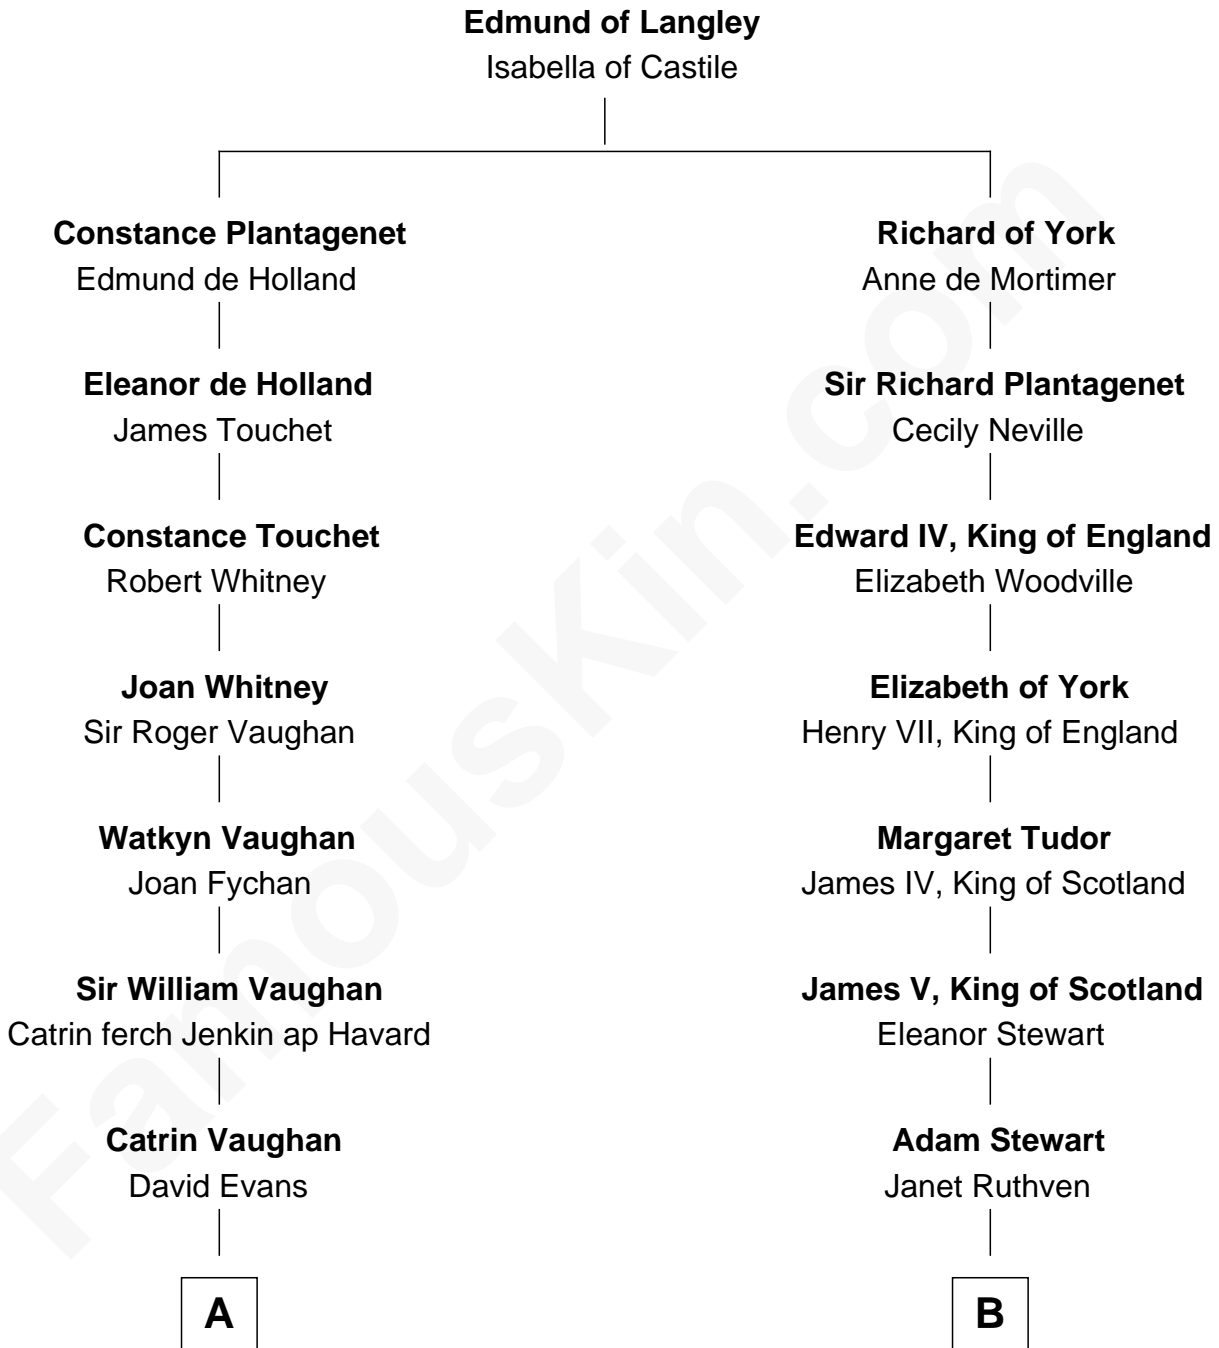 Edmund of Langley
Isabella of Castile
Constance Plantagenet
Edmund de Holland
Richard of York
Anne de Mortimer
Eleanor de Holland
James Touchet
Sir Richard Plantagenet
Cecily Neville
Constance Touchet
Robert Whitney
Edward IV, King of England
Elizabeth Woodville
Joan Whitney
Sir Roger Vaughan
Elizabeth of York
Henry VII, King of England
Watkyn Vaughan
Joan Fychan
Margaret Tudor
James IV, King of Scotland
Sir William Vaughan
Catrin ferch Jenkin ap Havard
James V, King of Scotland
Eleanor Stewart
Catrin Vaughan
David Evans
Adam Stewart
Janet Ruthven
A
B
FamousKin.com